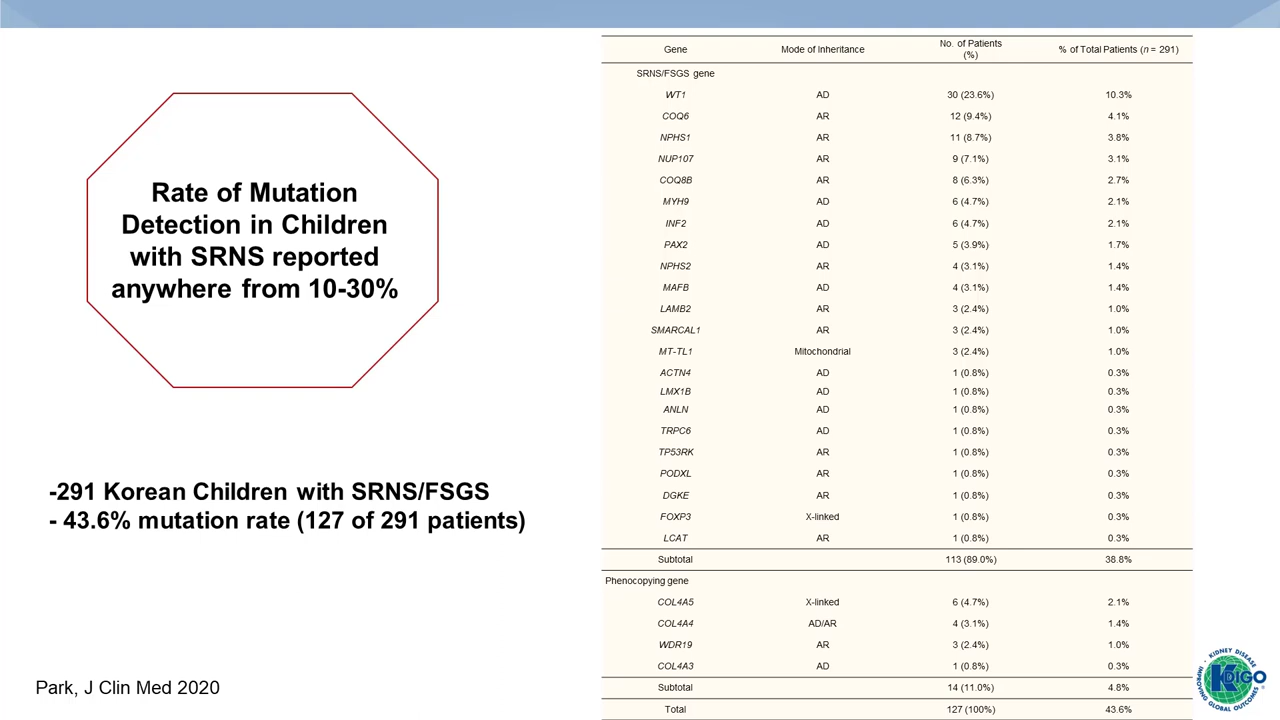 Rate of Mutation
Detection in Children
with SRNS reported
anywhere from 10-30%
-291 Korean Children with SRNS/FSGS
- 43.6% mutation rate (127 of 291 patients)
Park, J Clin Med 2020
Gene Mode of Inheritance No. of Patients (%) % of Total Patients (n = 291)
SRNS/FSGS gene
WT1 AD 30 (23.6%) 10.3%
COQ6 AR 12 (9.4%) 4.1%
NPHS1 AR 11 (8.7%) 3.8%
NUP107 AR 9 (7.1%) 3.1%
COQ8B AR 8 (6.3%) 2.7%
MYH9 AD 6 (4.7%) 2.1%
INF2 AD 6 (4.7%) 2.1%
PAX2 AD 5 (3.9%) 1.7%
NPHS2 AR 4 (3.1%) 1.4%
MAFB AD 4 (3.1%) 1.4%
LAMB2 AR 3 (2.4%) 1.0%
SMARCAL1 AR 3 (2.4%) 1.0%
MT-TL1 Mitochondrial 3 (2.4%) 1.0%
ACTN4 AD 1 (0.8%) 0.3%
LMX1B AD 1 (0.8%) 0.3%
ANLN AD 1 (0.8%) 0.3%
TRPC6 AD 1 (0.8%) 0.3%
TP53RK AR 1 (0.8%) 0.3%
PODXL AR 1 (0.8%) 0.3%
DGKE AR 1 (0.8%) 0.3%
FOXP3 X-linked 1 (0.8%) 0.3%
LCAT AR 1 (0.8%) 0.3%
Subtotal 113 (89.0%) 38.8%
Phenocopying gene
COL4A5 X-linked 6 (4.7%) 2.1%
COL4A4 AD/AR 4 (3.1%) 1.4%
WDR19 AR 3 (2.4%) 1.0%
COL4A3 AD 1 (0.8%) 0.3%
Subtotal 14 (11.0%) 4.8%
Total 127 (100%) 43.6%
KIDNEY DISEASE
KDIGO ®
IMPROVING GLOBAL OUTCOMES